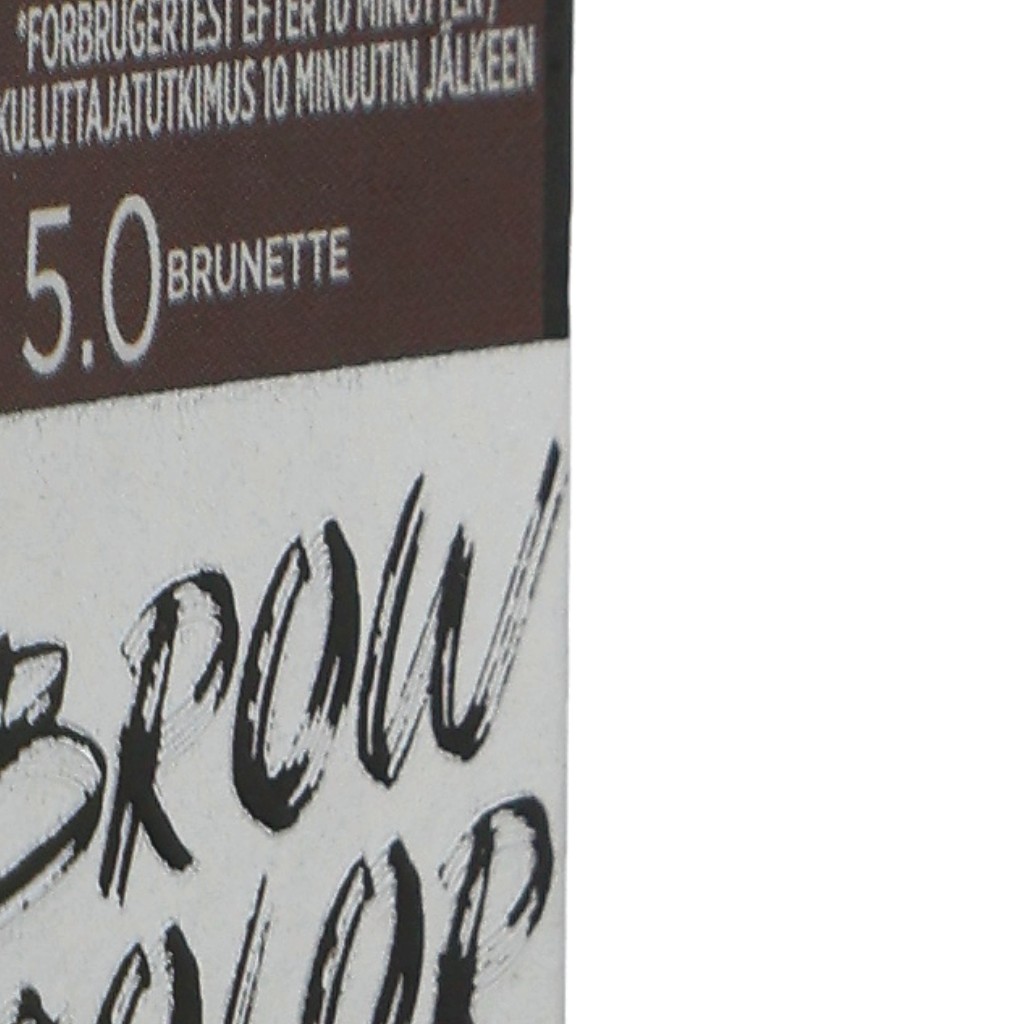 *FORBRUGERTEST EFTER 10 MINUTTER /
KULUTTAJATUTKIMUS 10 MINUUTIN JÄLKEEN
5.0 BRUNETTE
BROW